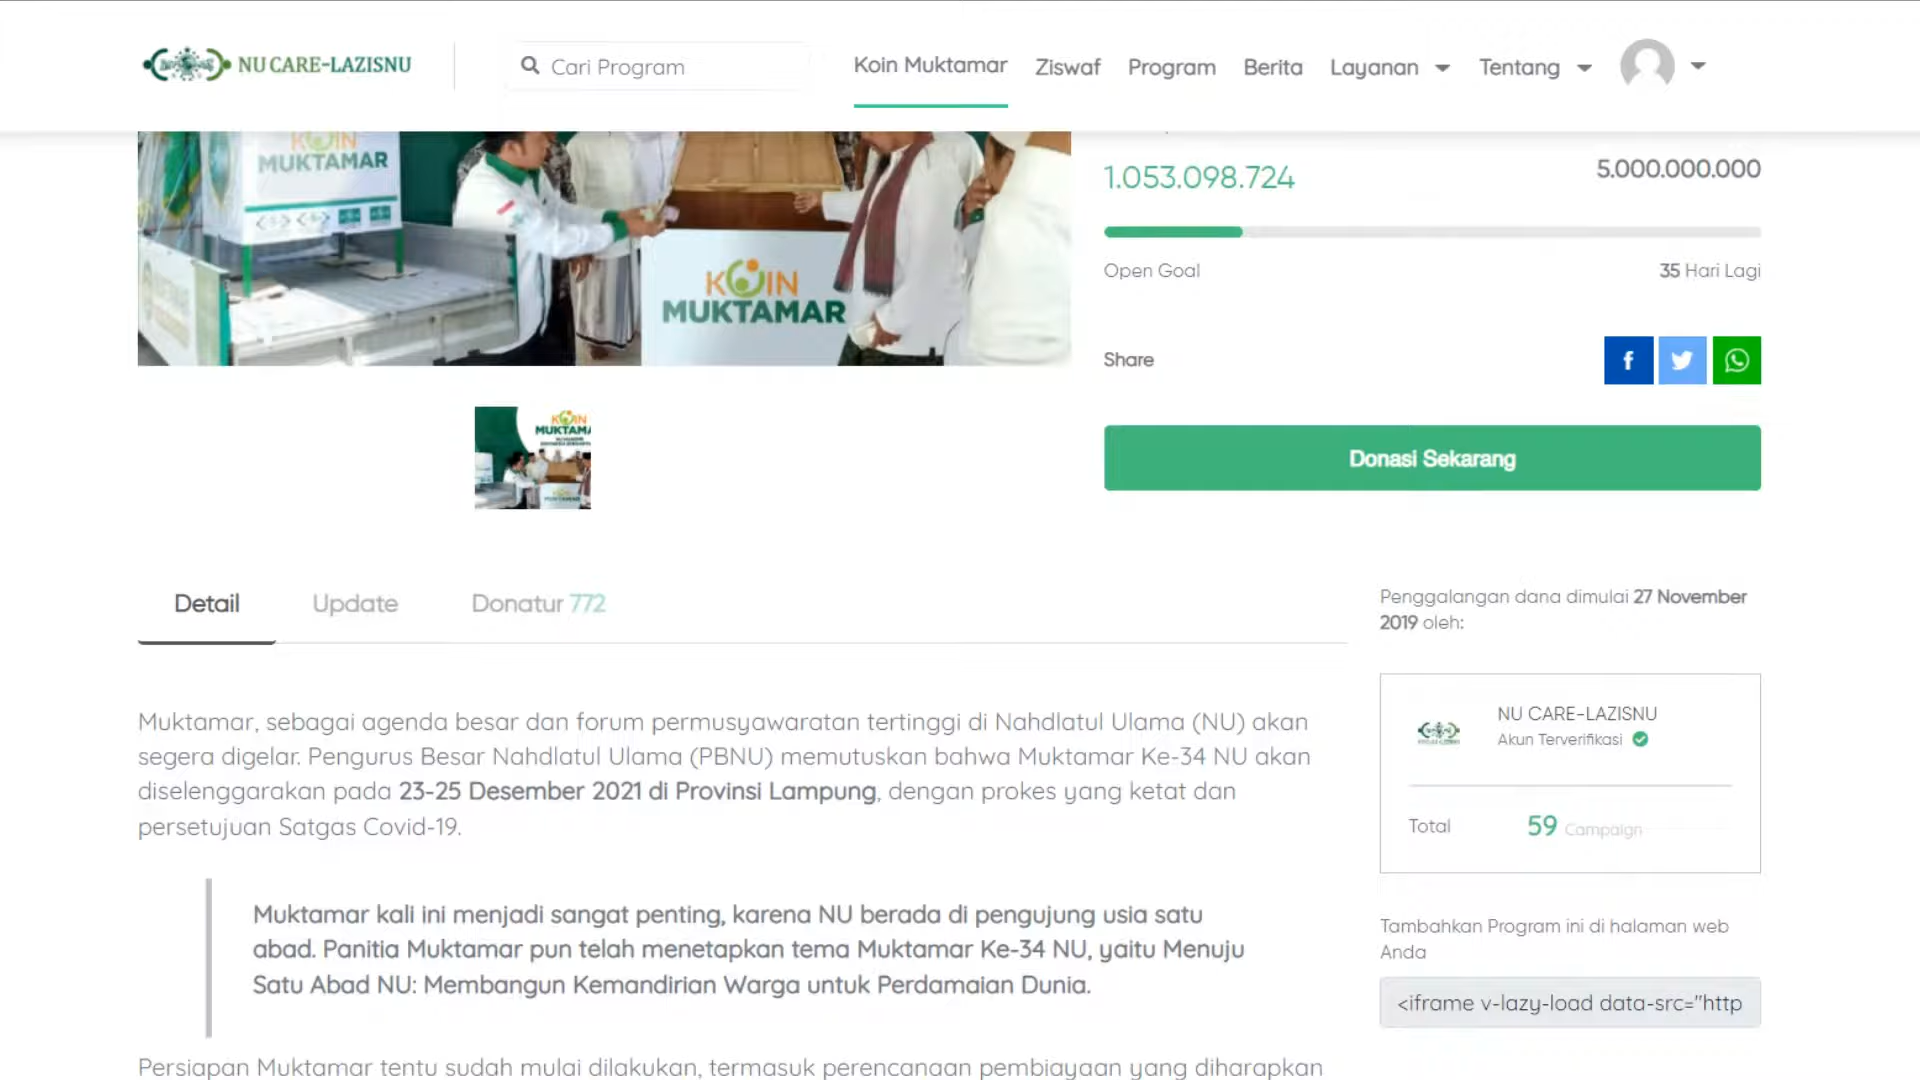 NU CARE-LAZISNU
Cari Program
Koin Muktamar
Ziswaf
Program
Berita
Layanan
Tentang
KOIN
MUKTAMAR
KOIN
MUKTAMAR
1.053.098.724
5.000.000.000
Open Goal
35 Hari Lagi
Share
Donasi Sekarang
KOIN
MUKTAMA
Detail
Update
Donatur 772
Penggalangan dana dimulai 27 November
2019 oleh:
NU CARE-LAZISNU
Akun Terverifikasi
Total
59 Campaign
Muktamar, sebagai agenda besar dan forum permusyawaratan tertinggi di Nahdlatul Ulama (NU) akan
segera digelar. Pengurus Besar Nahdlatul Ulama (PBNU) memutuskan bahwa Muktamar Ke-34 NU akan
diselenggarakan pada 23-25 Desember 2021 di Provinsi Lampung, dengan prokes yang ketat dan
persetujuan Satgas Covid-19.
Muktamar kali ini menjadi sangat penting, karena NU berada di pengujung usia satu
abad. Panitia Muktamar pun telah menetapkan tema Muktamar Ke-34 NU, yaitu Menuju
Satu Abad NU: Membangun Kemandirian Warga untuk Perdamaian Dunia.
Persiapan Muktamar tentu sudah mulai dilakukan, termasuk perencanaan pembiayaan yang diharapkan
Tambahkan Program ini di halaman web
Anda
<iframe v-lazy-load data-src="http